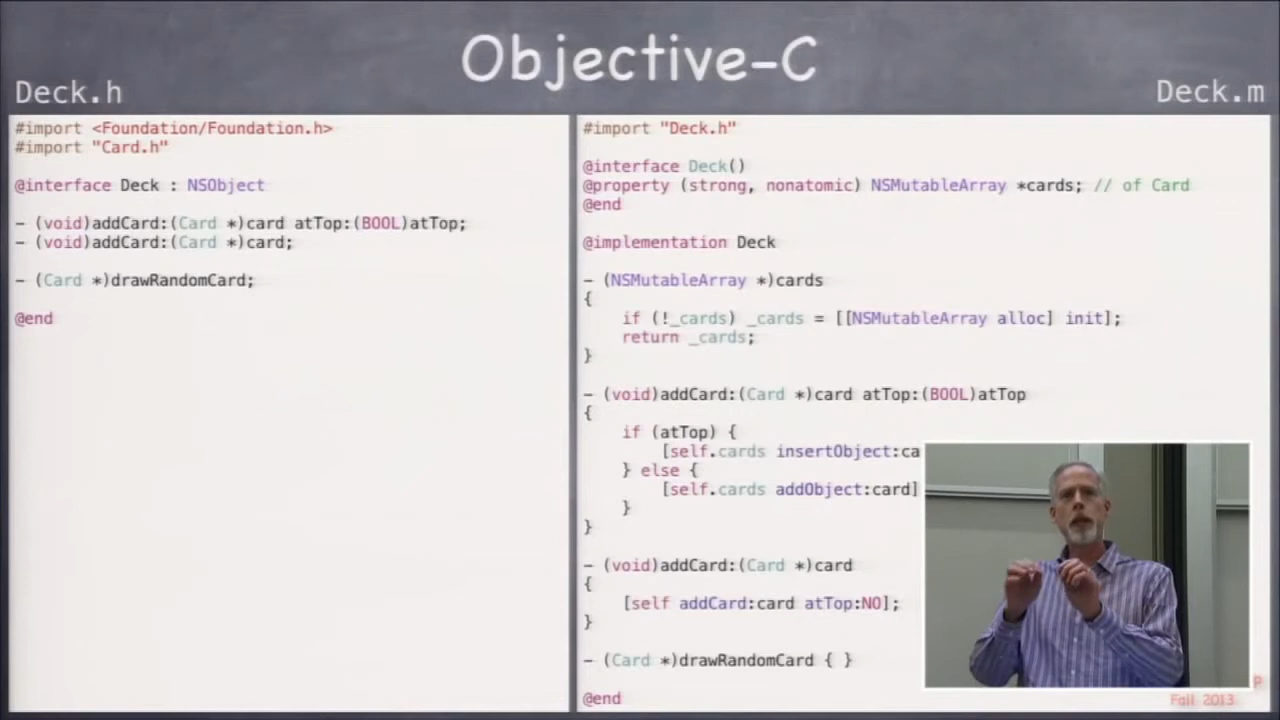 Objective-C
Deck.h
Deck.m
#import <Foundation/Foundation.h>
#import "Card.h"
@interface Deck : NSObject
- (void)addCard:(Card *)card atTop:(BOOL)atTop;
- (void)addCard:(Card *)card;
- (Card *)drawRandomCard;
@end
#import "Deck.h"
@interface Deck()
@property (strong, nonatomic) NSMutableArray *cards; // of Card
@end
@implementation Deck
- (NSMutableArray *)cards
{
if (!_cards) _cards = [[NSMutableArray alloc] init];
return _cards;
}
- (void)addCard:(Card *)card atTop:(BOOL)atTop
{
if (atTop) {
[self.cards insertObject:ca
} else {
[self.cards addObject:card]
}
}
- (void)addCard:(Card *)card
{
[self addCard:card atTop:NO];
}
- (Card *)drawRandomCard { }
@end
Fall 2013